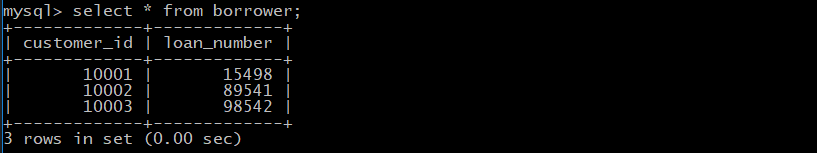 mysql> select * from borrower;
+-------------+-------------+
| customer_id | loan_number |
+-------------+-------------+
|       10001 |       15498 |
|       10002 |       89541 |
|       10003 |       98542 |
+-------------+-------------+
3 rows in set (0.00 sec)